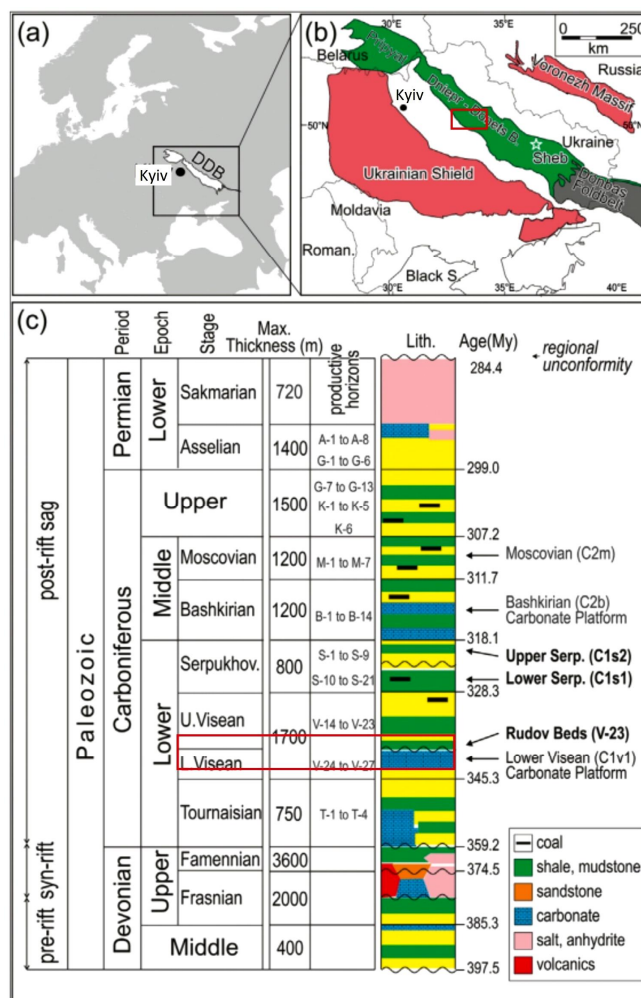 (a)
Kyiv
DDB
(b)
30°E
35°E
0
250
km
Belarus
Pripyat
Voronezh Massif
Russia
Kyiv
Dniepr-Donets B.
50°N
50°N
Ukraine
Sheb
Ukrainian Shield
Donbas
Foldbelt
Moldavia
Roman.
Black S.
30°E
35°E
40°E
(c)
Period
Epoch
Stage
Max.
Thickness (m)
productive
horizons
Lith.
Age(My)
regional
unconformity
284.4
Permian
Lower
Sakmarian
720
Asselian
1400
A-1 to A-8
G-1 to G-6
299.0
post-rift sag
Paleozoic
Carboniferous
Upper
1500
G-7 to G-13
K-1 to K-5
K-6
307.2
Middle
Moscovian
1200
M-1 to M-7
Moscovian (C2m)
311.7
Bashkirian
1200
B-1 to B-14
Bashkirian (C2b)
Carbonate Platform
318.1
Lower
Serpukhov.
800
S-1 to S-9
S-10 to S-21
Upper Serp. (C1s2)
Lower Serp. (C1s1)
328.3
U.Visean
1700
V-14 to V-23
Rudov Beds (V-23)
L.Visean
V-24 to V-27
Lower Visean (C1v1)
Carbonate Platform
345.3
Tournaisian
750
T-1 to T-4
359.2
syn-rift
Devonian
Upper
Famennian
3600
374.5
Frasnian
2000
385.3
pre-rift
Middle
400
397.5
coal
shale, mudstone
sandstone
carbonate
salt, anhydrite
volcanics